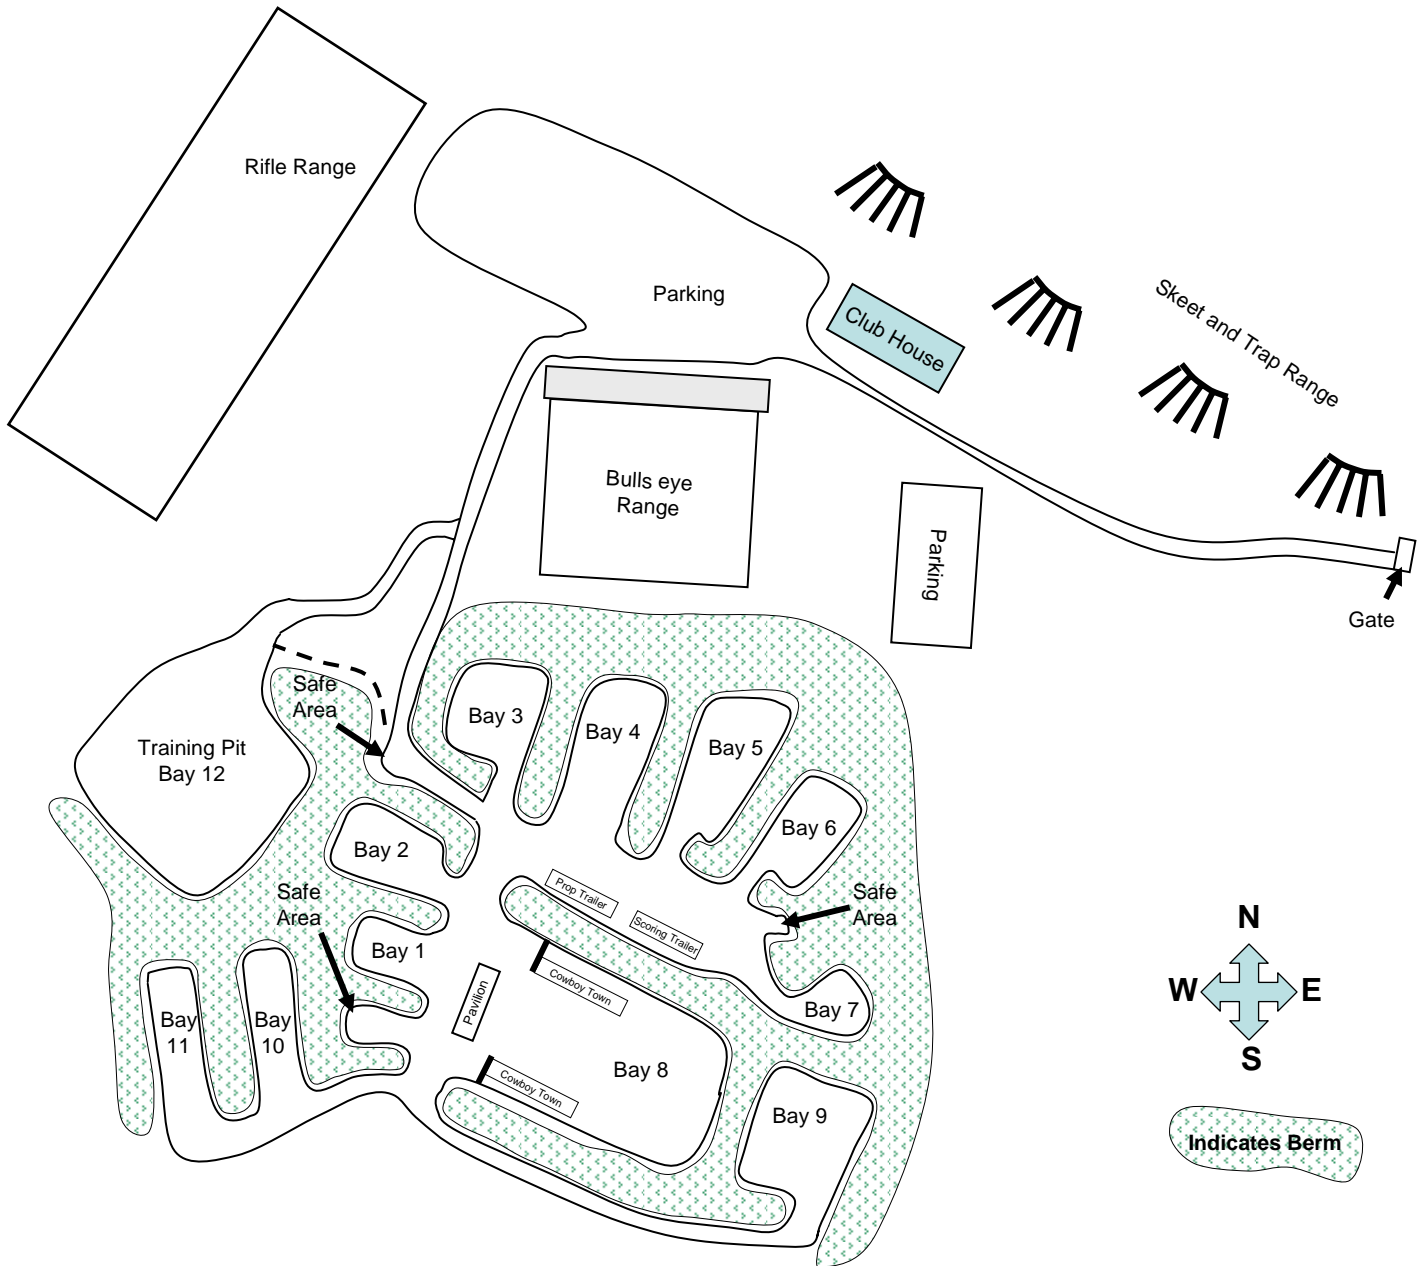 Rifle Range
Parking
Club House
Skeet and Trap Range
Bulls eye
Range
Parking
Gate
Safe
Area
Bay 3
Bay 4
Bay 5
Training Pit
Bay 12
Bay 6
Bay 2
Safe
Area
Prop Trailer
Scoring Trailer
Safe
Area
Bay 1
Cowboy Town
Pavilion
Bay 7
Bay
11
Bay
10
Bay 8
Cowboy Town
Bay 9
N
W
E
S
Indicates Berm